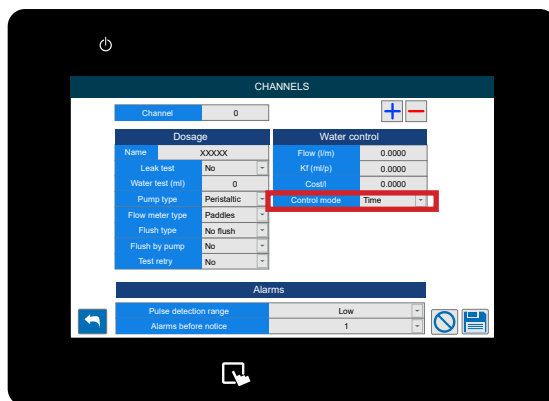 CHANNELS
Channel 0
Dosage Water control
Name XXXXX Flow (l/m) 0.0000
Leak test No Kf (ml/p) 0.0000
Water test (ml) 0 Cost/l 0.0000
Pump type Peristaltic Control mode Time
Flow meter type Paddles
Flush type No flush
Flush by pump No
Test retry No
Alarms
Pulse detection range Low
Alarms before notice 1